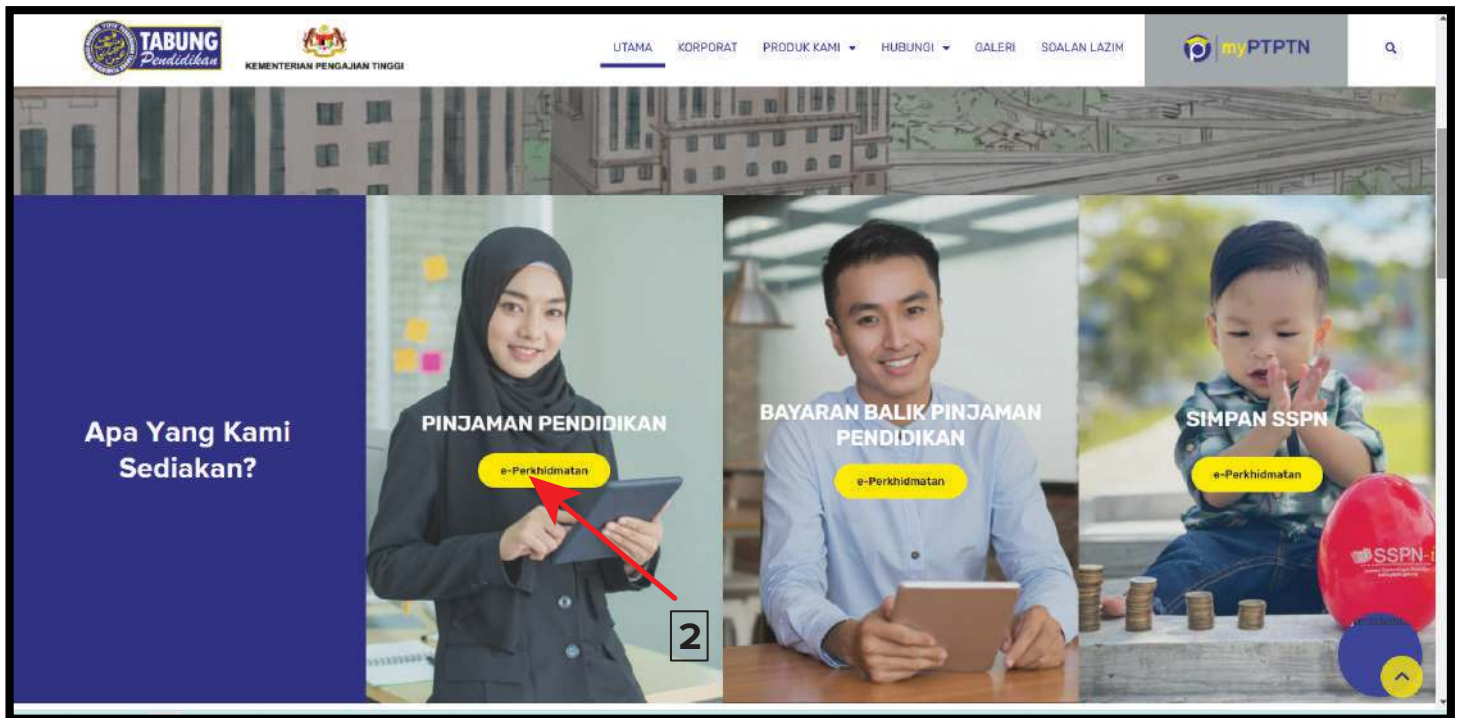 TABUNG
Pendidikan
KEMENTERIAN PENGAJIAN TINGGI
UTAMA
KORPORAT
PRODUK KAMI
HUBUNGI
GALERI
SOALAN LAZIM
myPTPTN
Apa Yang Kami
Sediakan?
PINJAMAN PENDIDIKAN
e-Perkhidmatan
BAYARAN BALIK PINJAMAN
PENDIDIKAN
e-Perkhidmatan
SIMPAN SSPN
e-Perkhidmatan
SSPN-i
2